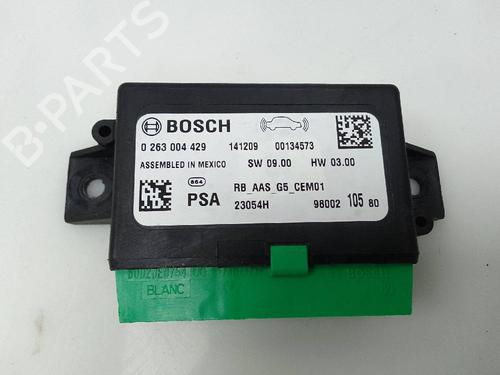 BOSCH
0 263 004 429 141209 00134573
ASSEMBLED IN MEXICO SW 09.00 HW 03.00
864 RB_AAS_G5_CEM01
PSA 23054H 98002 105 80
BLANC
B-PARTS